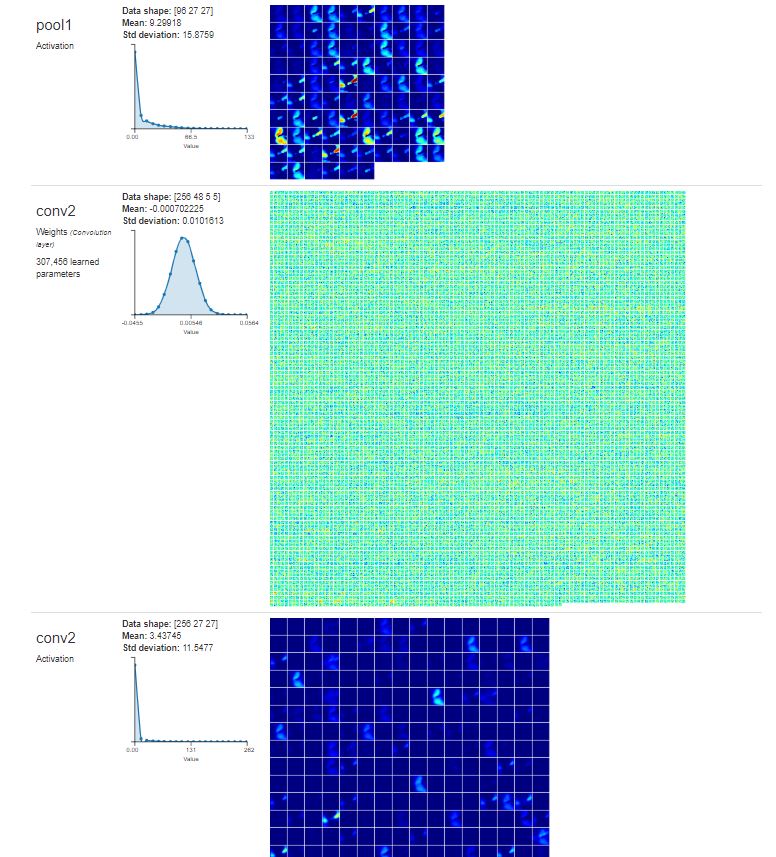 pool1
Activation
Data shape: [96 27 27]
Mean: 9.29918
Std deviation: 15.8759
0.00 66.5 133
Value
conv2
Weights (Convolution
layer)
307,456 learned
parameters
Data shape: [256 48 5 5]
Mean: -0.000702225
Std deviation: 0.0101613
-0.0455 0.00546 0.0564
Value
conv2
Activation
Data shape: [256 27 27]
Mean: 3.43745
Std deviation: 11.5477
0.00 131 262
Value